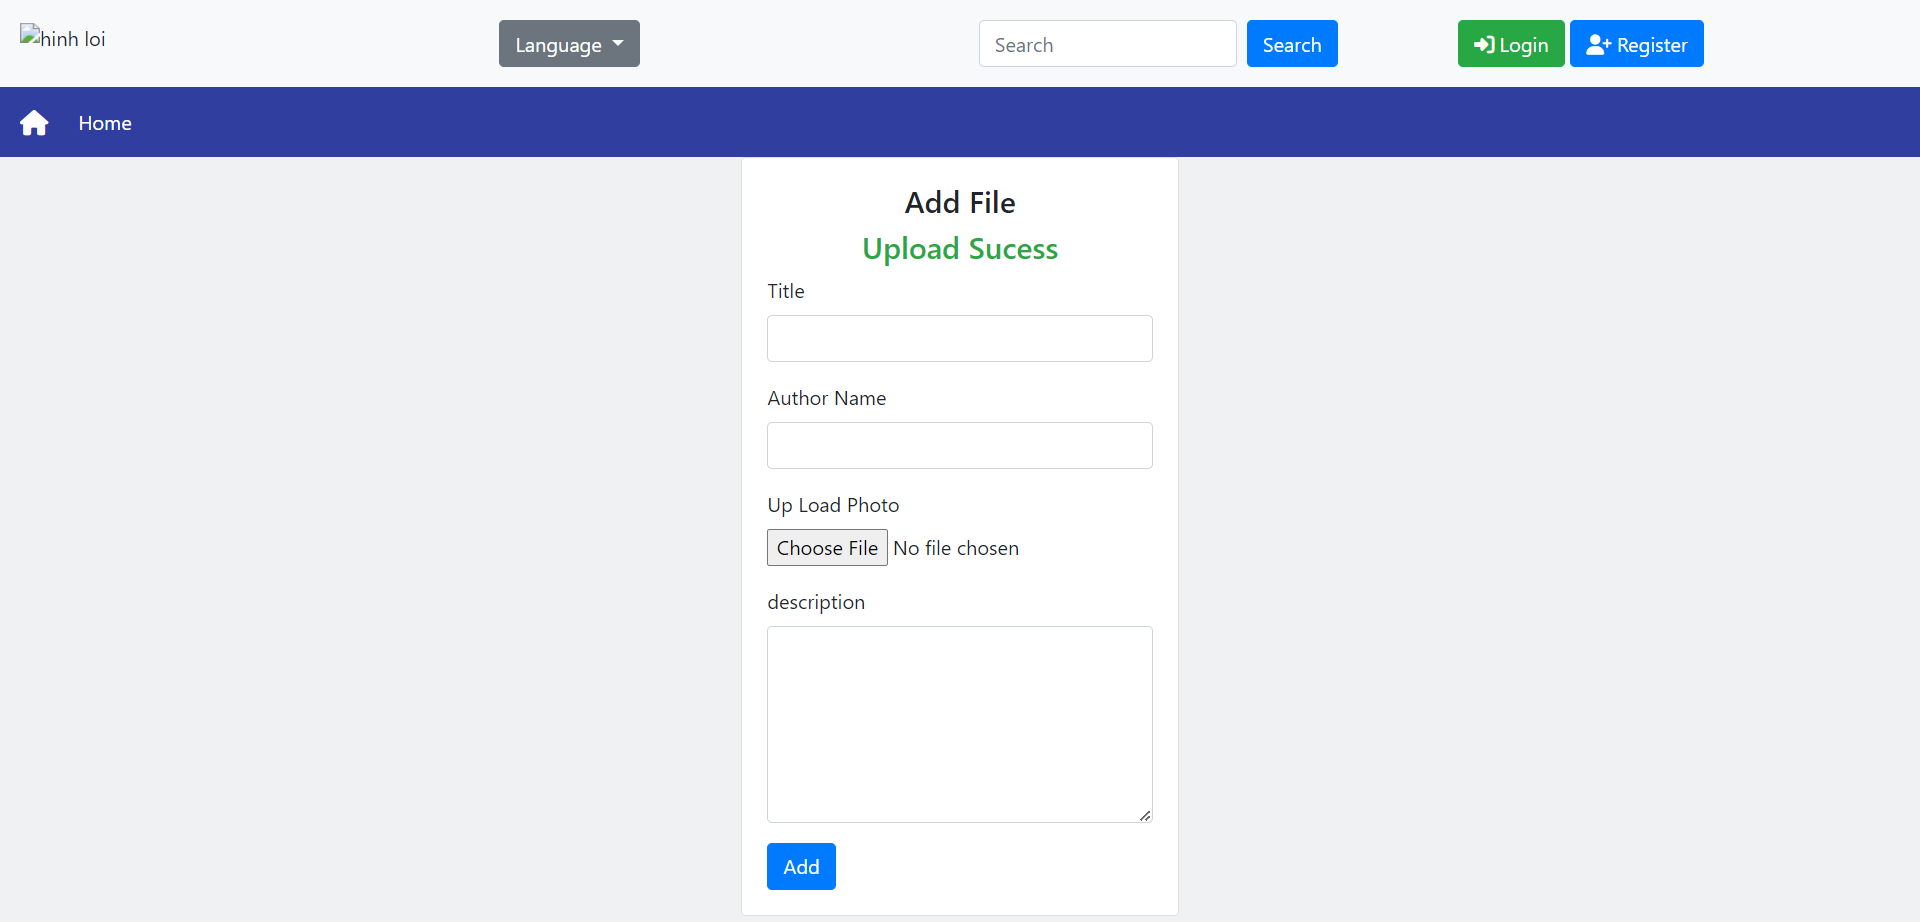 hinh loi
Language
Search
Search
Login
Register
Home
Add File
Upload Sucess
Title
Author Name
Up Load Photo
Choose File No file chosen
description
Add